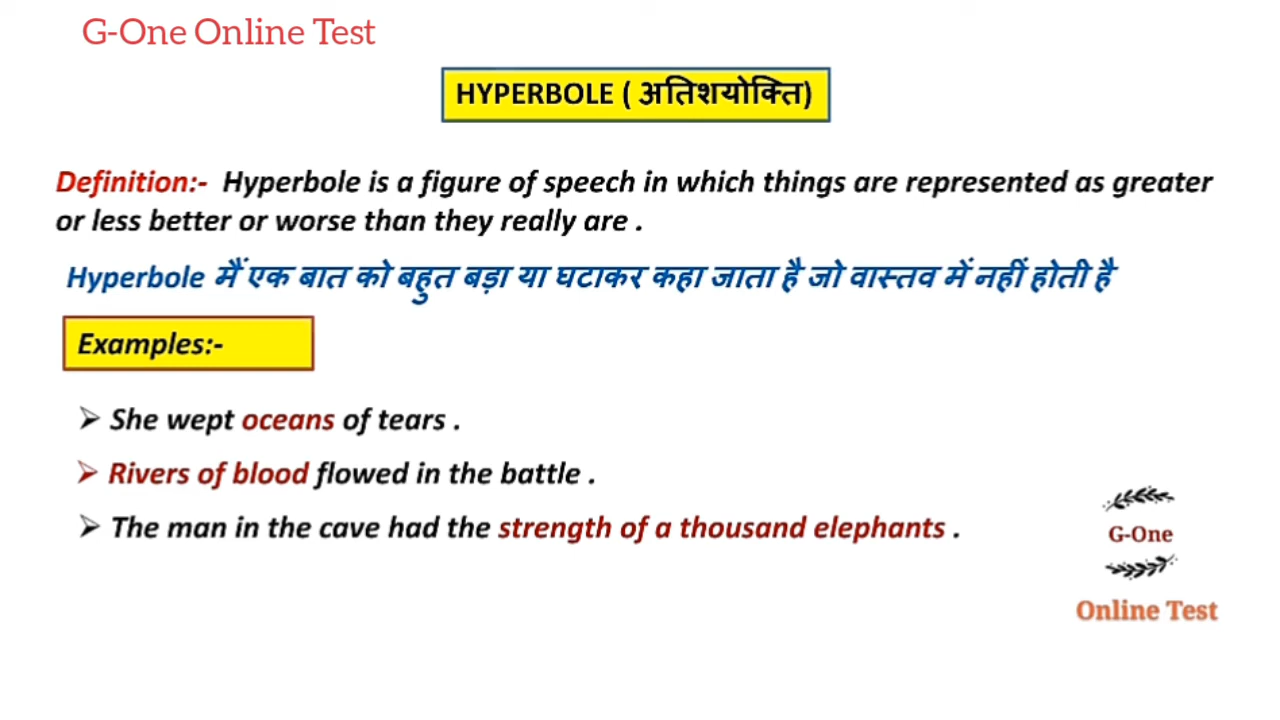 G-One Online Test
HYPERBOLE ( अतिशयोक्ति)
Definition:- Hyperbole is a figure of speech in which things are represented as greater
or less better or worse than they really are .
Hyperbole मैं एक बात को बहुत बड़ा या घटाकर कहा जाता है जो वास्तव में नहीं होती है
Examples:-
➢ She wept oceans of tears .
➢ Rivers of blood flowed in the battle .
➢ The man in the cave had the strength of a thousand elephants .
G-One
Online Test